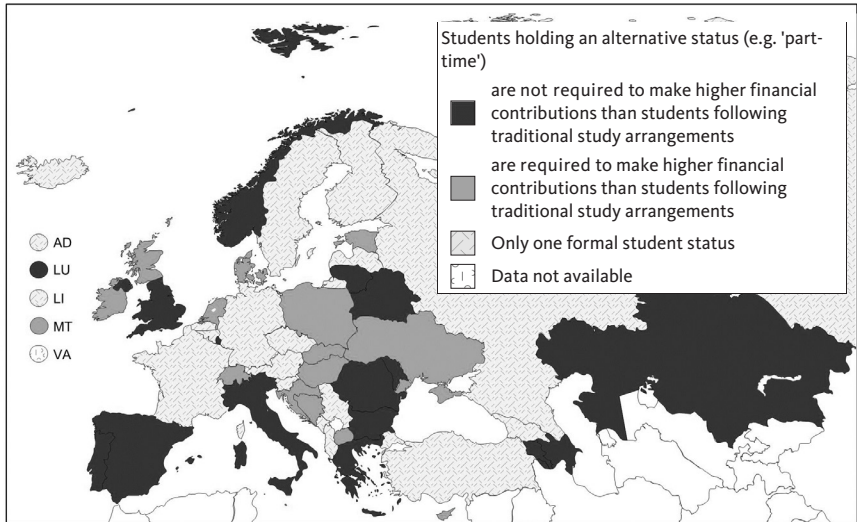 Students holding an alternative status (e.g. 'part-
time')
are not required to make higher financial
contributions than students following
traditional study arrangements
are required to make higher financial
contributions than students following
traditional study arrangements
Only one formal student status
Data not available
AD
LU
LI
MT
VA